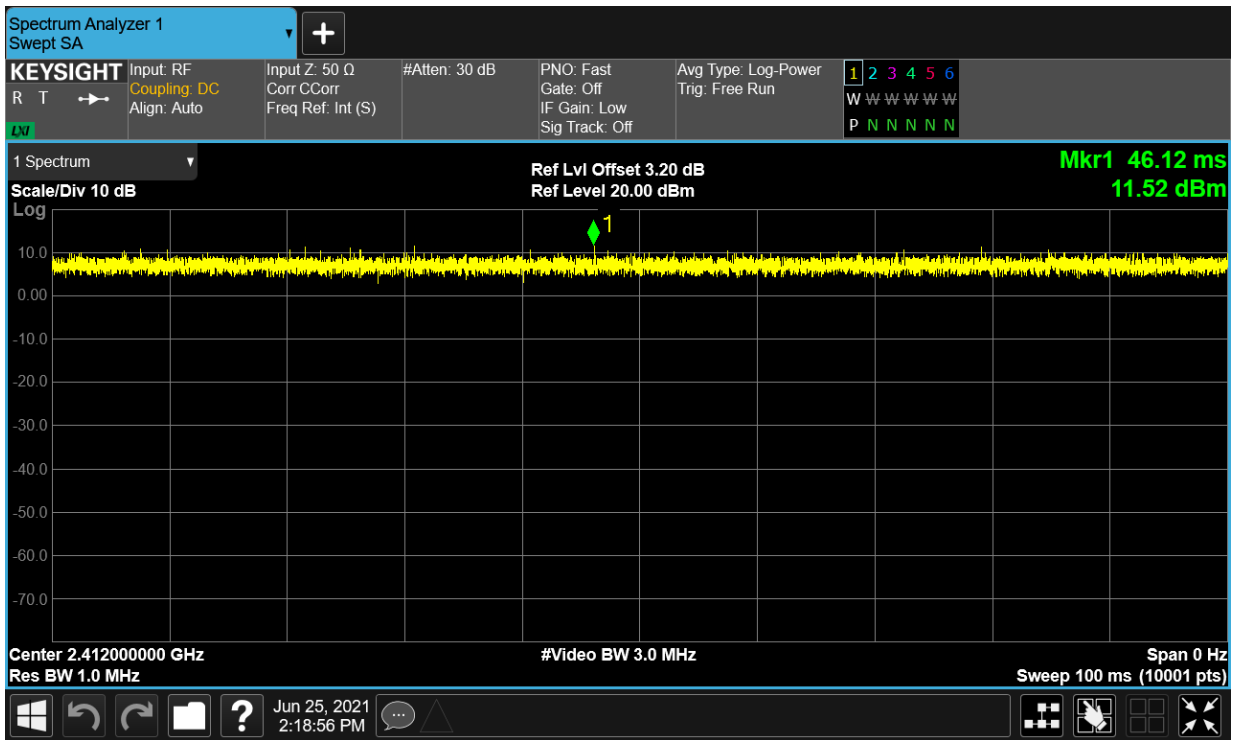 Spectrum Analyzer 1
Swept SA
KEYSIGHT
R T
LXI
Input: RF
Coupling: DC
Align: Auto
Input Z: 50 Ω
Corr CCorr
Freq Ref: Int (S)
#Atten: 30 dB
PNO: Fast
Gate: Off
IF Gain: Low
Sig Track: Off
Avg Type: Log-Power
Trig: Free Run
1 2 3 4 5 6
W W W W W W
P N N N N N
1 Spectrum
Scale/Div 10 dB
Log
Ref Lvl Offset 3.20 dB
Ref Level 20.00 dBm
Mkr1 46.12 ms
11.52 dBm
1
10.0
0.00
-10.0
-20.0
-30.0
-40.0
-50.0
-60.0
-70.0
Center 2.412000000 GHz
Res BW 1.0 MHz
#Video BW 3.0 MHz
Span 0 Hz
Sweep 100 ms (10001 pts)
?
Jun 25, 2021
2:18:56 PM